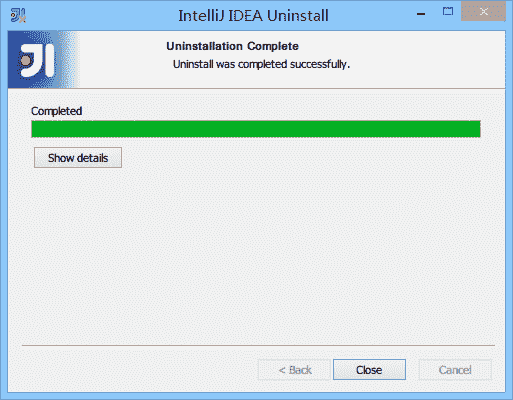 IntelliJ IDEA Uninstall
Uninstallation Complete
Uninstall was completed successfully.
Completed
Show details
< Back
Close
Cancel